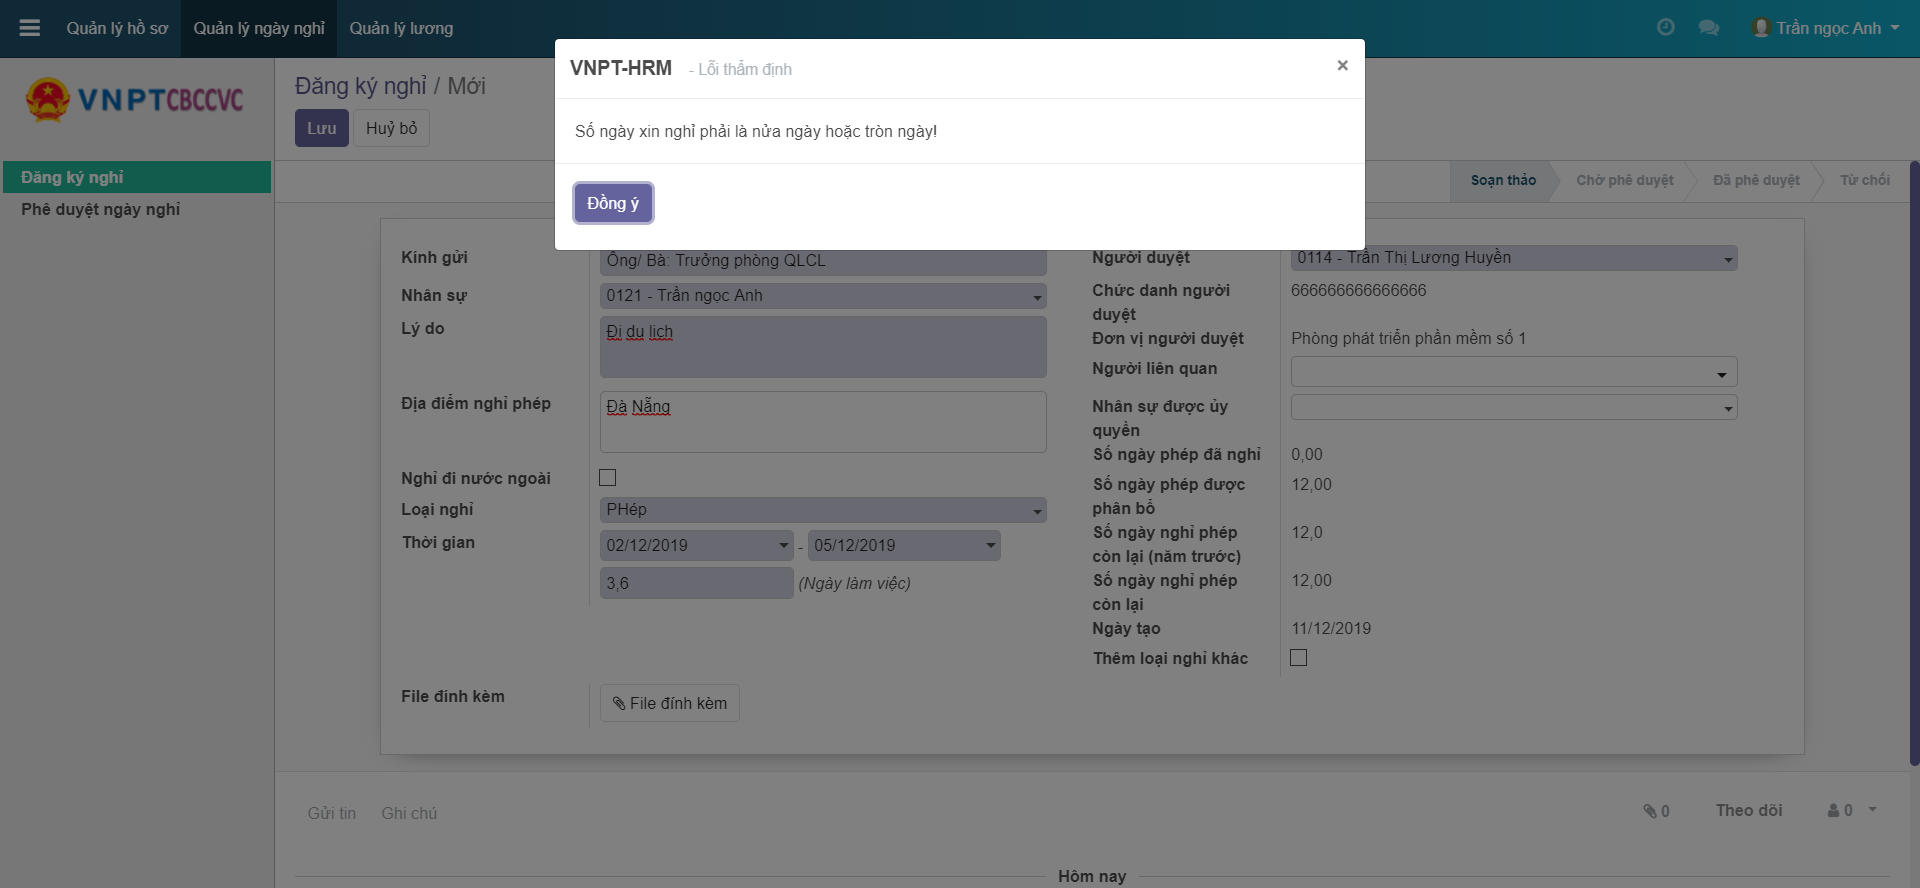 Quản lý hồ sơ
Quản lý ngày nghỉ
Quản lý lương
Trần ngọc Anh
VNPTCBCCVC
Đăng ký nghỉ
Phê duyệt ngày nghỉ
Đăng ký nghỉ / Mới
Lưu
Huỷ bỏ
VNPT-HRM - Lỗi thẩm định
×
Số ngày xin nghỉ phải là nửa ngày hoặc tròn ngày!
Đồng ý
Soạn thảo
Chờ phê duyệt
Đã phê duyệt
Từ chối
Kính gửi
Ông/ Bà: Trưởng phòng QLCL
Nhân sự
0121 - Trần ngọc Anh
Lý do
Đi du lịch
Địa điểm nghỉ phép
Đà Nẵng
Nghỉ đi nước ngoài
Loại nghỉ
PHép
Thời gian
02/12/2019 - 05/12/2019
3,6 (Ngày làm việc)
File đính kèm
File đính kèm
Người duyệt
0114 - Trần Thị Lương Huyền
Chức danh người
duyệt
666666666666666
Đơn vị người duyệt
Phòng phát triển phần mềm số 1
Người liên quan
Nhân sự được ủy
quyền
Số ngày phép đã nghỉ
0,00
Số ngày phép được
phân bổ
12,00
Số ngày nghỉ phép
còn lại (năm trước)
12,0
Số ngày nghỉ phép
còn lại
12,00
Ngày tạo
11/12/2019
Thêm loại nghỉ khác
Gửi tin
Ghi chú
0
Theo dõi
0
Hôm nay